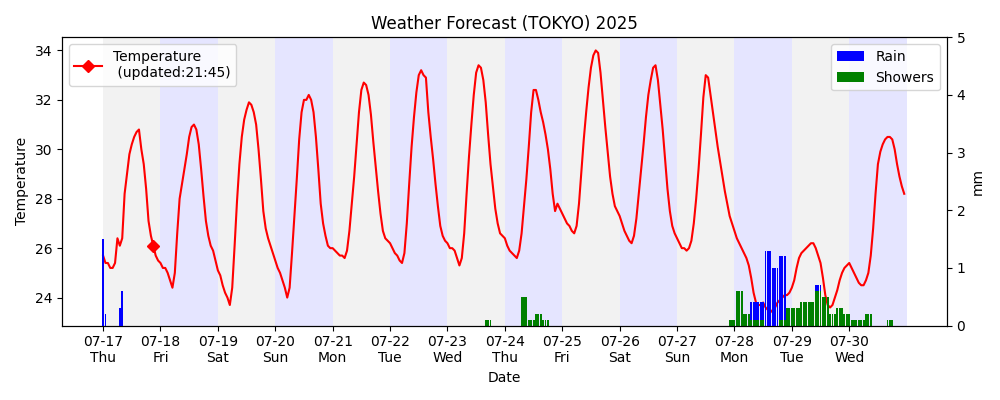 Weather Forecast (TOKYO) 2025
Temperature
(updated:21:45)
Rain
Showers
Temperature
34
32
30
28
26
24
5
4
3
2
1
0
mm
07-17 07-18 07-19 07-20 07-21 07-22 07-23 07-24 07-25 07-26 07-27 07-28 07-29 07-30
Thu Fri Sat Sun Mon Tue Wed Thu Fri Sat Sun Mon Tue Wed
Date